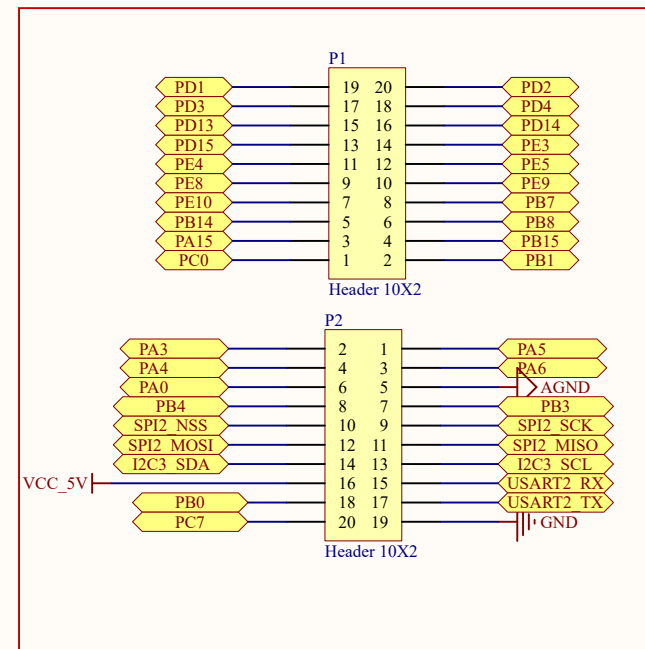 P1
PD1 19 20 PD2
PD3 17 18 PD4
PD13 15 16 PD14
PD15 13 14 PE3
PE4 11 12 PE5
PE8 9 10 PE9
PE10 7 8 PB7
PB14 5 6 PB8
PA15 3 4 PB15
PC0 1 2 PB1
Header 10X2
P2
PA3 2 1 PA5
PA4 4 3 PA6
PA0 6 5 AGND
PB4 8 7 PB3
SPI2_NSS 10 9 SPI2_SCK
SPI2_MOSI 12 11 SPI2_MISO
I2C3_SDA 14 13 I2C3_SCL
VCC_5V 16 15 USART2_RX
PB0 18 17 USART2_TX
PC7 20 19 GND
Header 10X2